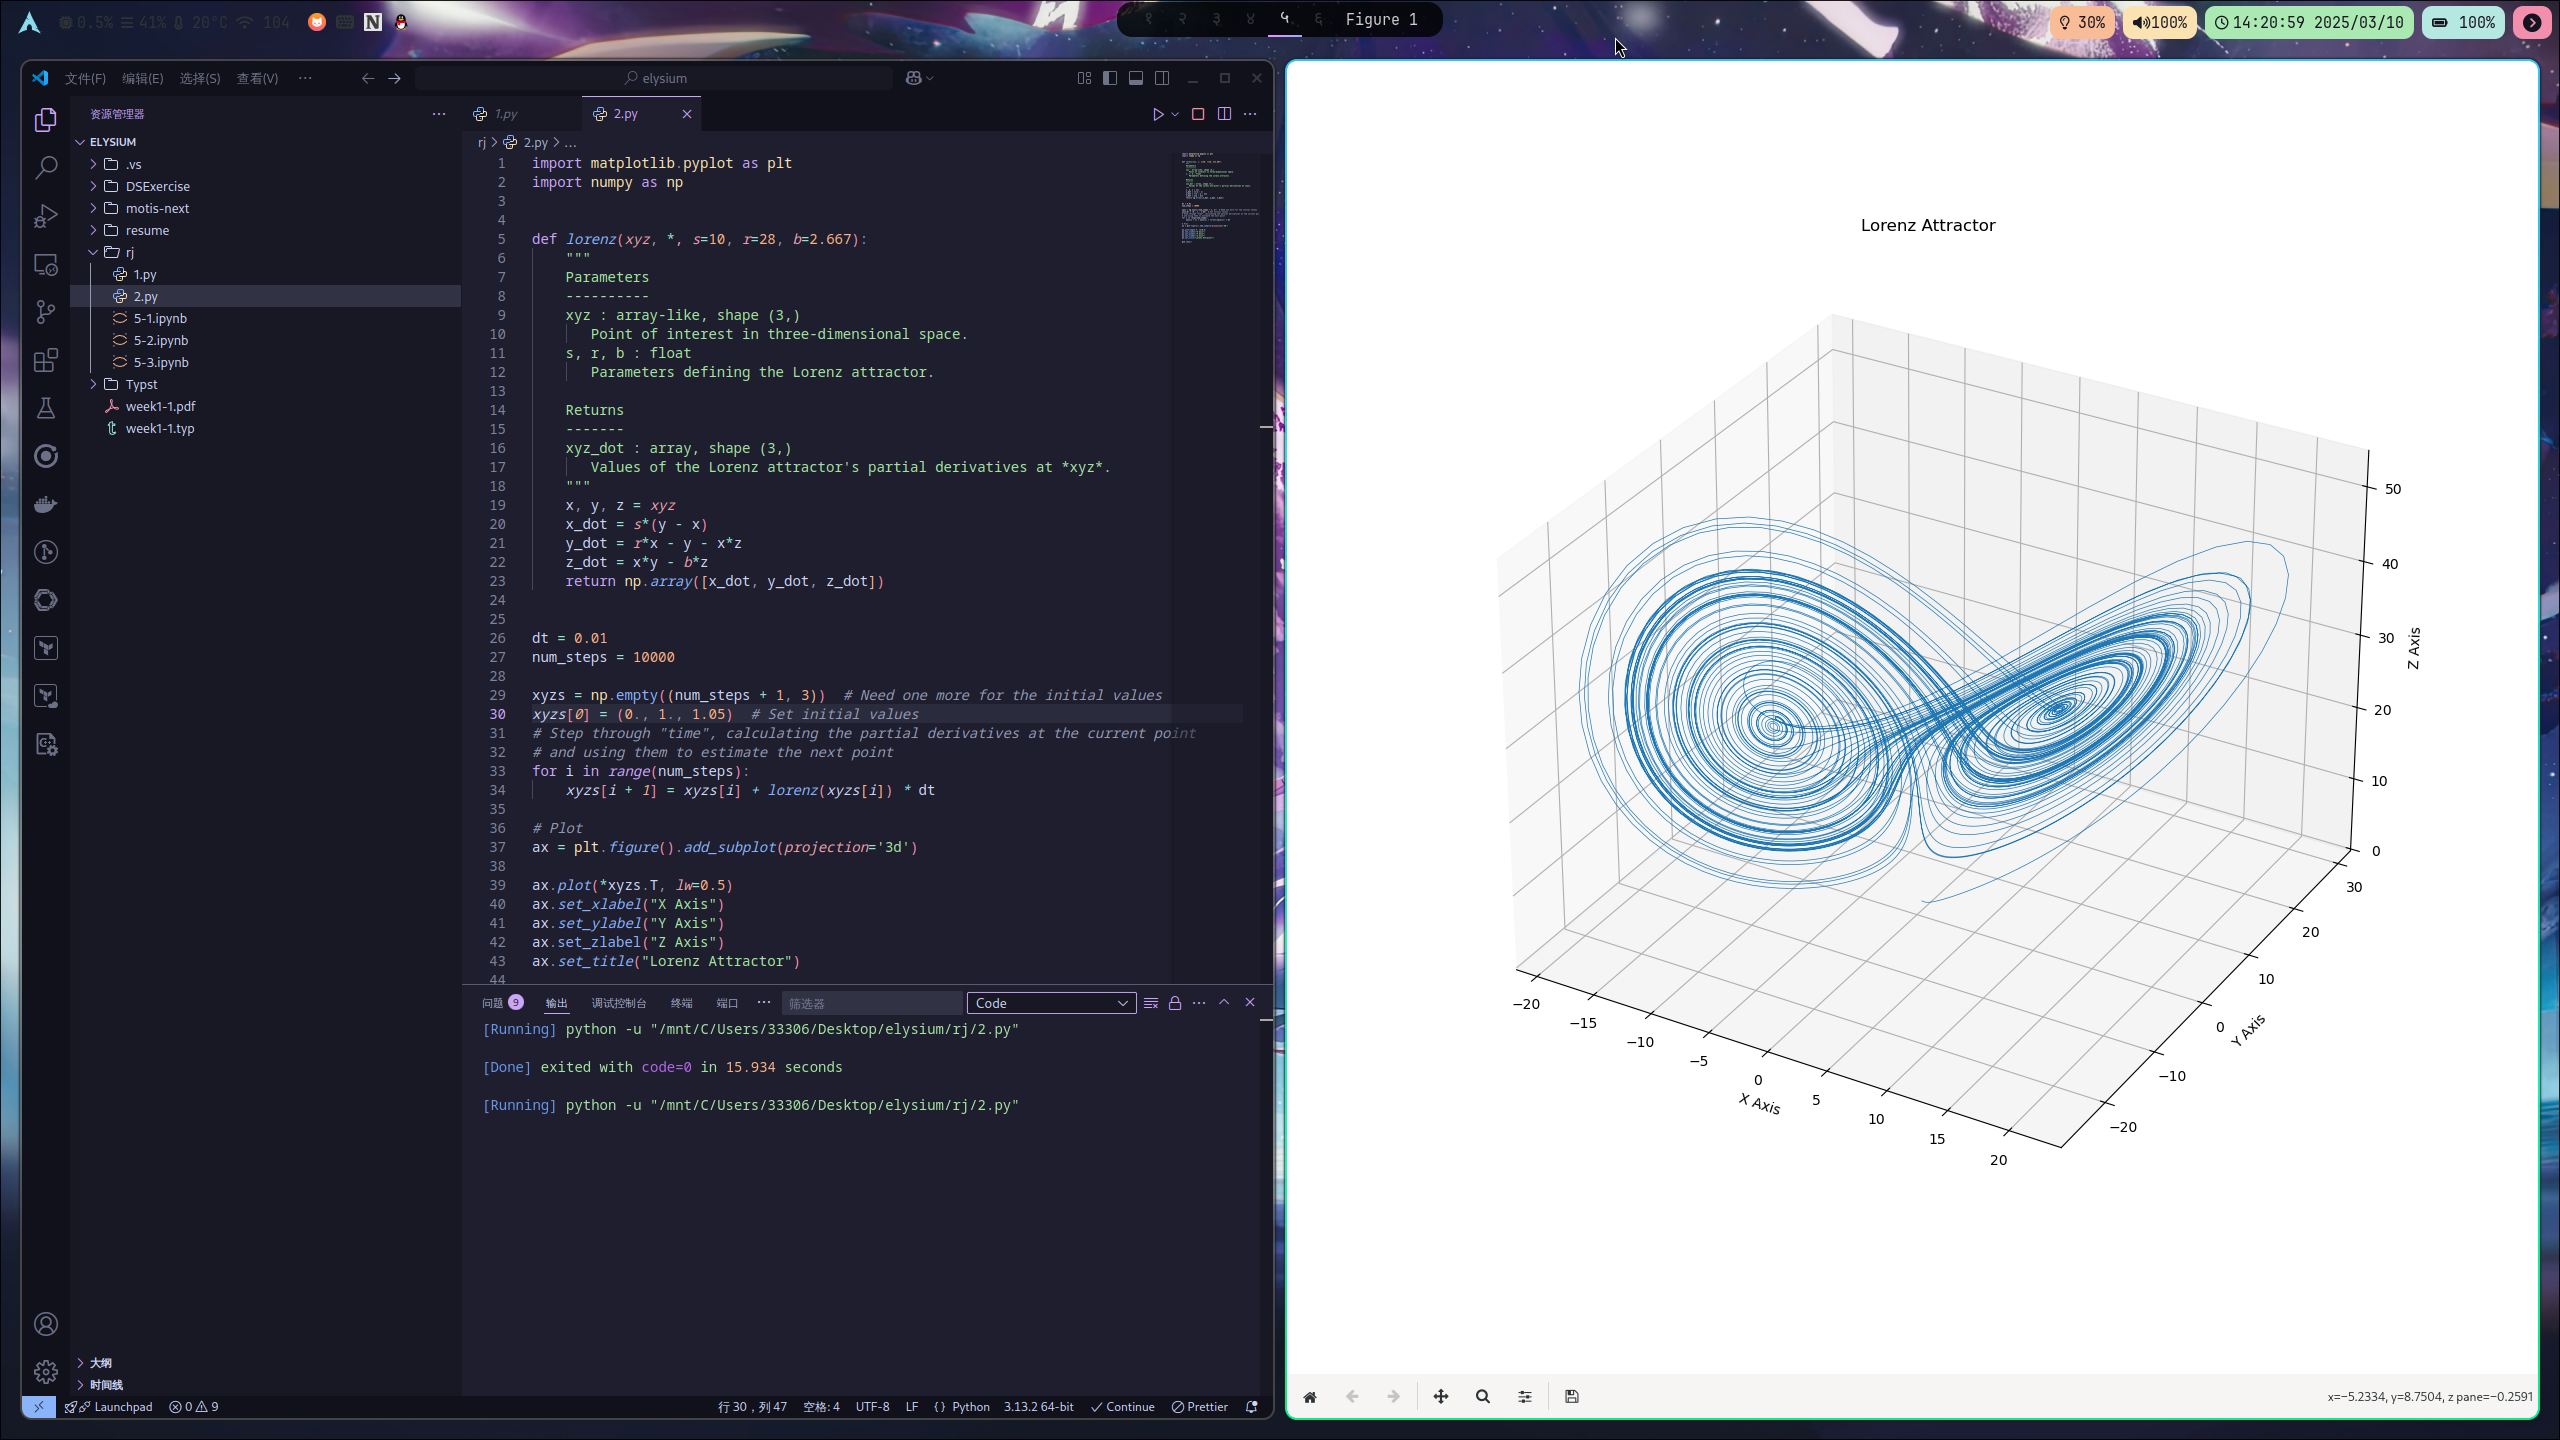 0.5% 41% 20°C 104
१ २ ३ ४ ५ ६ Figure 1
30% 100% 14:20:59 2025/03/10 100%
文件(F) 编辑(E) 选择(S) 查看(V) ··· elysium
资源管理器 ···
ELYSIUM
.vs
DSExercise
motis-next
resume
rj
1.py
2.py
5-1.ipynb
5-2.ipynb
5-3.ipynb
Typst
week1-1.pdf
week1-1.typ
大纲
时间线
1.py 2.py
rj > 2.py > ...
1 import matplotlib.pyplot as plt
2 import numpy as np
3
4
5 def lorenz(xyz, *, s=10, r=28, b=2.667):
6 """
7 Parameters
8 ----------
9 xyz : array-like, shape (3,)
10 Point of interest in three-dimensional space.
11 s, r, b : float
12 Parameters defining the Lorenz attractor.
13
14 Returns
15 -------
16 xyz_dot : array, shape (3,)
17 Values of the Lorenz attractor's partial derivatives at *xyz*.
18 """
19 x, y, z = xyz
20 x_dot = s*(y - x)
21 y_dot = r*x - y - x*z
22 z_dot = x*y - b*z
23 return np.array([x_dot, y_dot, z_dot])
24
25
26 dt = 0.01
27 num_steps = 10000
28
29 xyzs = np.empty((num_steps + 1, 3))  # Need one more for the initial values
30 xyzs[0] = (0., 1., 1.05)  # Set initial values
31 # Step through "time", calculating the partial derivatives at the current point
32 # and using them to estimate the next point
33 for i in range(num_steps):
34 xyzs[i + 1] = xyzs[i] + lorenz(xyzs[i]) * dt
35
36 # Plot
37 ax = plt.figure().add_subplot(projection='3d')
38
39 ax.plot(*xyzs.T, lw=0.5)
40 ax.set_xlabel("X Axis")
41 ax.set_ylabel("Y Axis")
42 ax.set_zlabel("Z Axis")
43 ax.set_title("Lorenz Attractor")
44
问题 9 输出 调试控制台 终端 端口 ··· 筛选器 Code
[Running] python -u "/mnt/C/Users/33306/Desktop/elysium/rj/2.py"
[Done] exited with code=0 in 15.934 seconds
[Running] python -u "/mnt/C/Users/33306/Desktop/elysium/rj/2.py"
Launchpad 0 9 行 30，列 47 空格: 4 UTF-8 LF {} Python 3.13.2 64-bit Continue Prettier
Lorenz Attractor
50
40
30
20
10
0
Z Axis
30
20
10
0
−10
−20
Y Axis
−20
−15
−10
−5
0
5
10
15
20
X Axis
x=−5.2334, y=8.7504, z pane=−0.2591